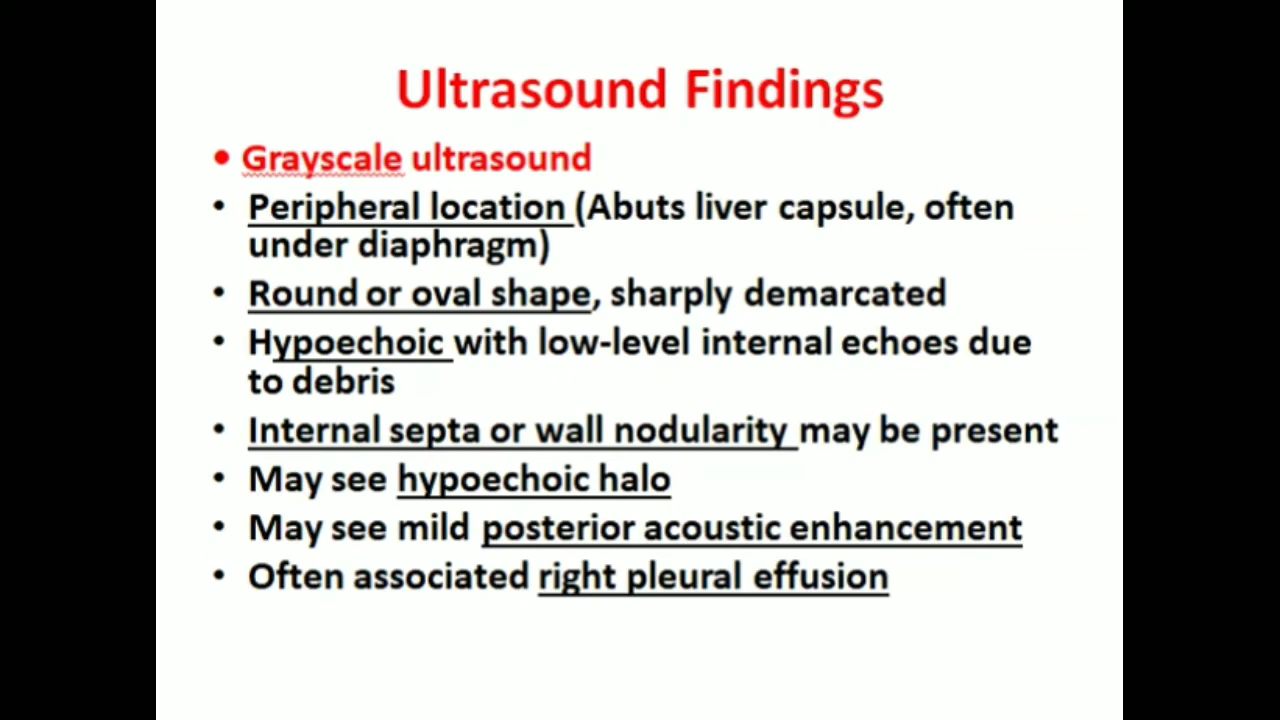 Ultrasound Findings
• Grayscale ultrasound
• Peripheral location (Abuts liver capsule, often
under diaphragm)
• Round or oval shape, sharply demarcated
• Hypoechoic with low-level internal echoes due
to debris
• Internal septa or wall nodularity may be present
• May see hypoechoic halo
• May see mild posterior acoustic enhancement
• Often associated right pleural effusion